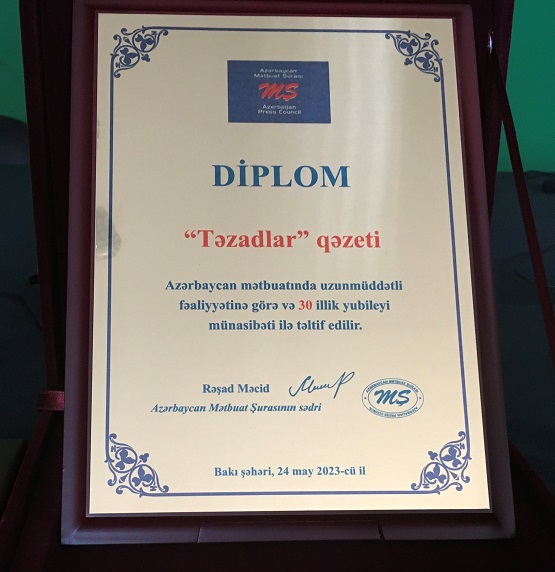 Azərbaycan
Mətbuat Şurası
MŞ
Azerbaijan
Press Council
DİPLOM
“Təzadlar” qəzeti
Azərbaycan mətbuatında uzunmüddətli
fəaliyyətinə görə və 30 illik yubileyi
münasibəti ilə təltif edilir.
Rəşad Məcid
Azərbaycan Mətbuat Şurasının sədri
MŞ
Bakı şəhəri, 24 may 2023-cü il